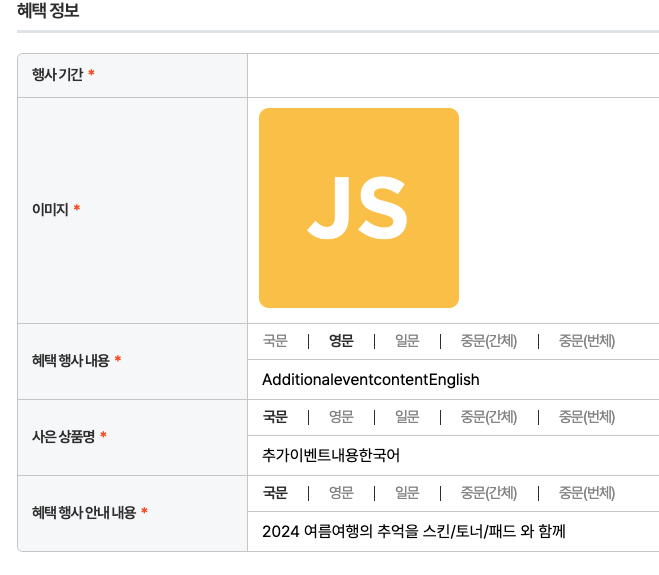 혜택 정보
행사 기간 *
이미지 *
JS
혜택 행사 내용 *
국문 | 영문 | 일문 | 중문(간체) | 중문(번체)
AdditionaleventcontentEnglish
사은 상품명 *
국문 | 영문 | 일문 | 중문(간체) | 중문(번체)
추가이벤트내용한국어
혜택 행사 안내 내용 *
국문 | 영문 | 일문 | 중문(간체) | 중문(번체)
2024 여름여행의 추억을 스킨/토너/패드 와 함께